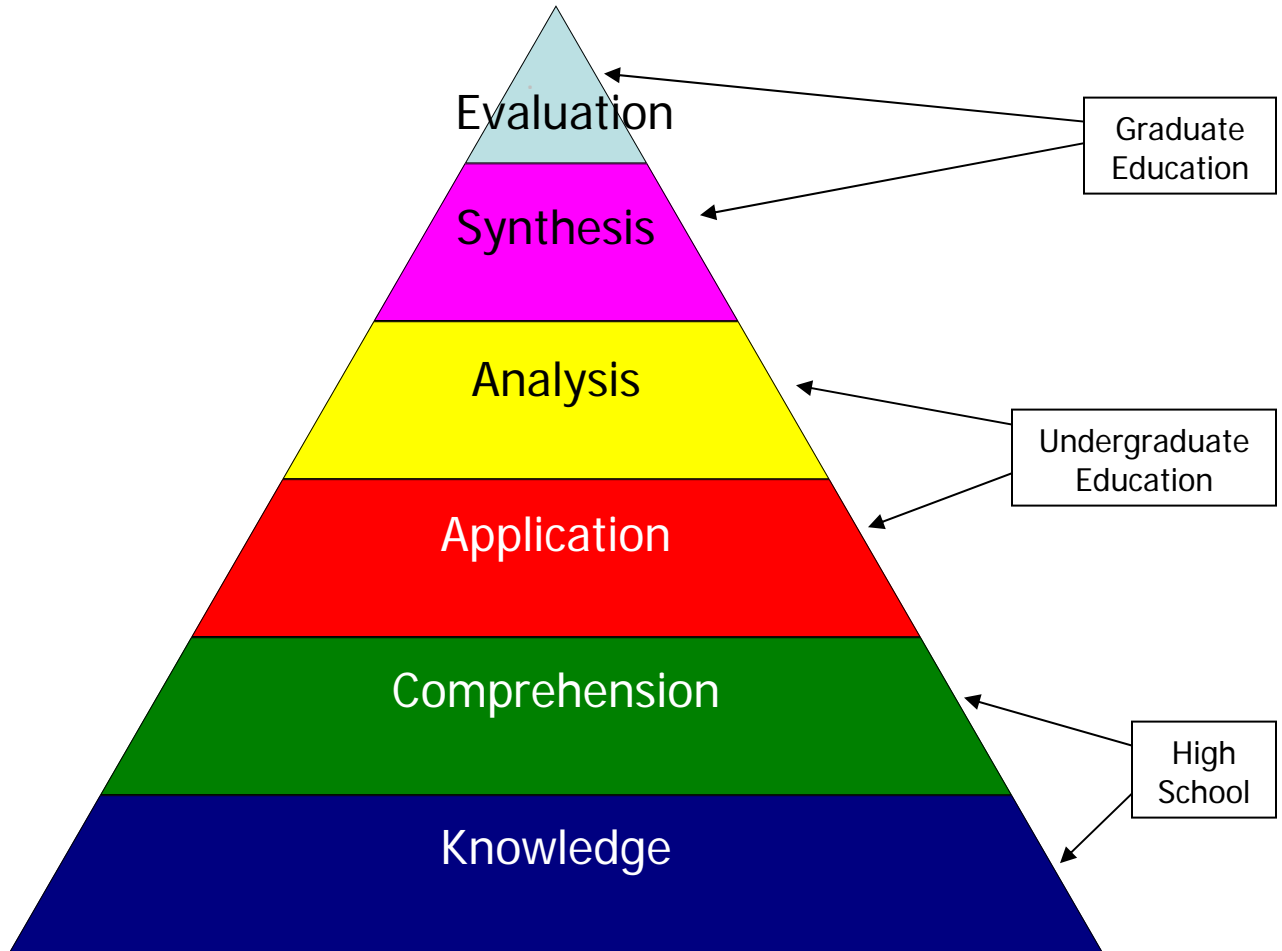 Evaluation
Graduate
Education
Synthesis
Analysis
Undergraduate
Education
Application
Comprehension
High
School
Knowledge